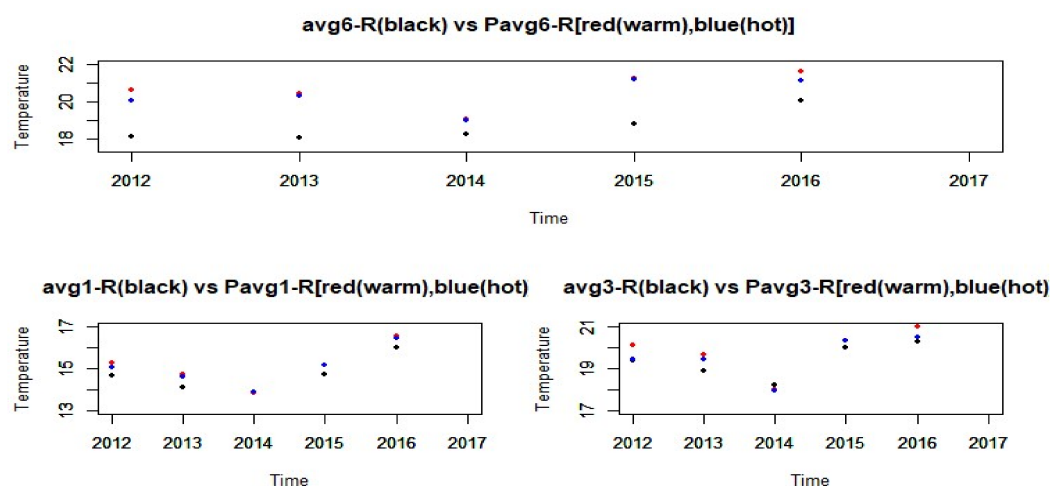 avg6-R(black) vs Pavg6-R[red(warm),blue(hot)]
Temperature
22
20
18
2012 2013 2014 2015 2016 2017
Time
avg1-R(black) vs Pavg1-R[red(warm),blue(hot)
Temperature
17
15
13
2012 2013 2014 2015 2016 2017
Time
avg3-R(black) vs Pavg3-R[red(warm),blue(hot)
Temperature
21
19
17
2012 2013 2014 2015 2016 2017
Time